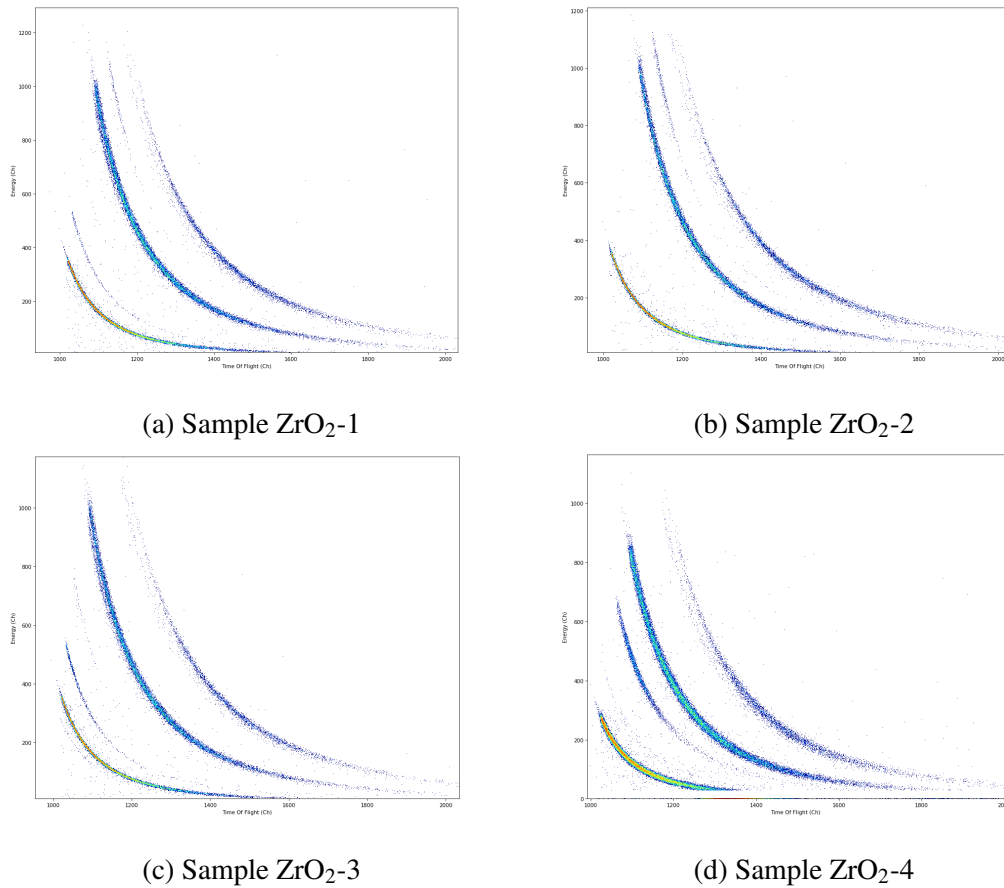 1000
800
600
400
200
Energy (Ch)
1000 1200 1400 1600 1800 2000
Time Of Flight (Ch)
(a) Sample ZrO₂-1
1200
1000
800
600
400
200
Energy (Ch)
1000 1200 1400 1600 1800 2000
Time Of Flight (Ch)
(b) Sample ZrO₂-2
1000
800
600
400
200
Energy (Ch)
1000 1200 1400 1600 1800 2000
Time Of Flight (Ch)
(c) Sample ZrO₂-3
1000
800
600
400
200
0
Energy (Ch)
1000 1200 1400 1600 1800 2000
Time Of Flight (Ch)
(d) Sample ZrO₂-4